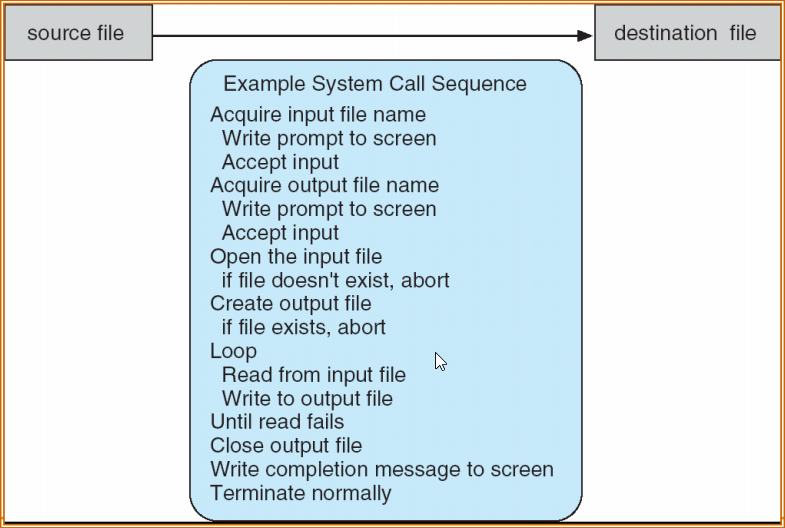 source file
destination file
Example System Call Sequence
Acquire input file name
Write prompt to screen
Accept input
Acquire output file name
Write prompt to screen
Accept input
Open the input file
if file doesn't exist, abort
Create output file
if file exists, abort
Loop
Read from input file
Write to output file
Until read fails
Close output file
Write completion message to screen
Terminate normally